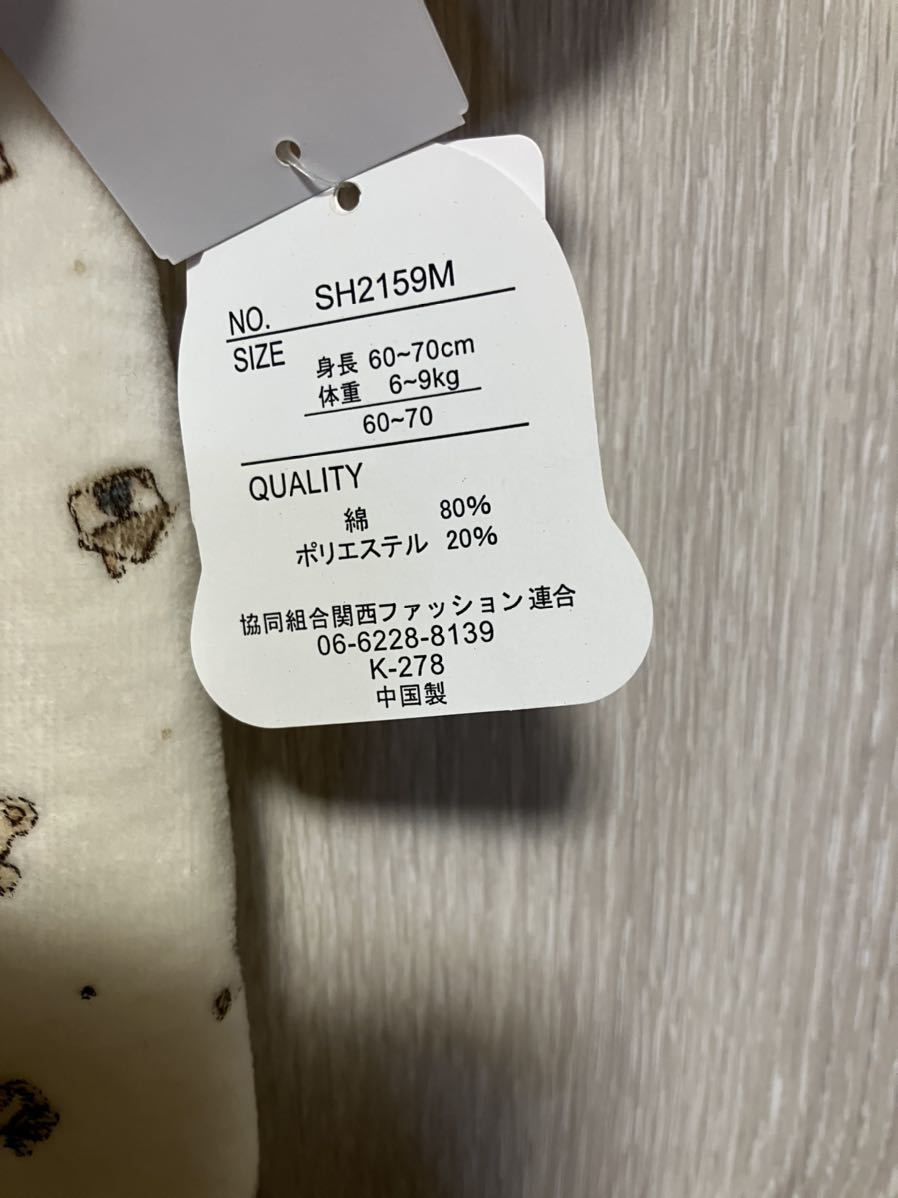 NO. SH2159M
SIZE 身長 60~70cm
体重 6~9kg
60~70
QUALITY
綿 80%
ポリエステル 20%
協同組合関西ファッション連合
06-6228-8139
K-278
中国製